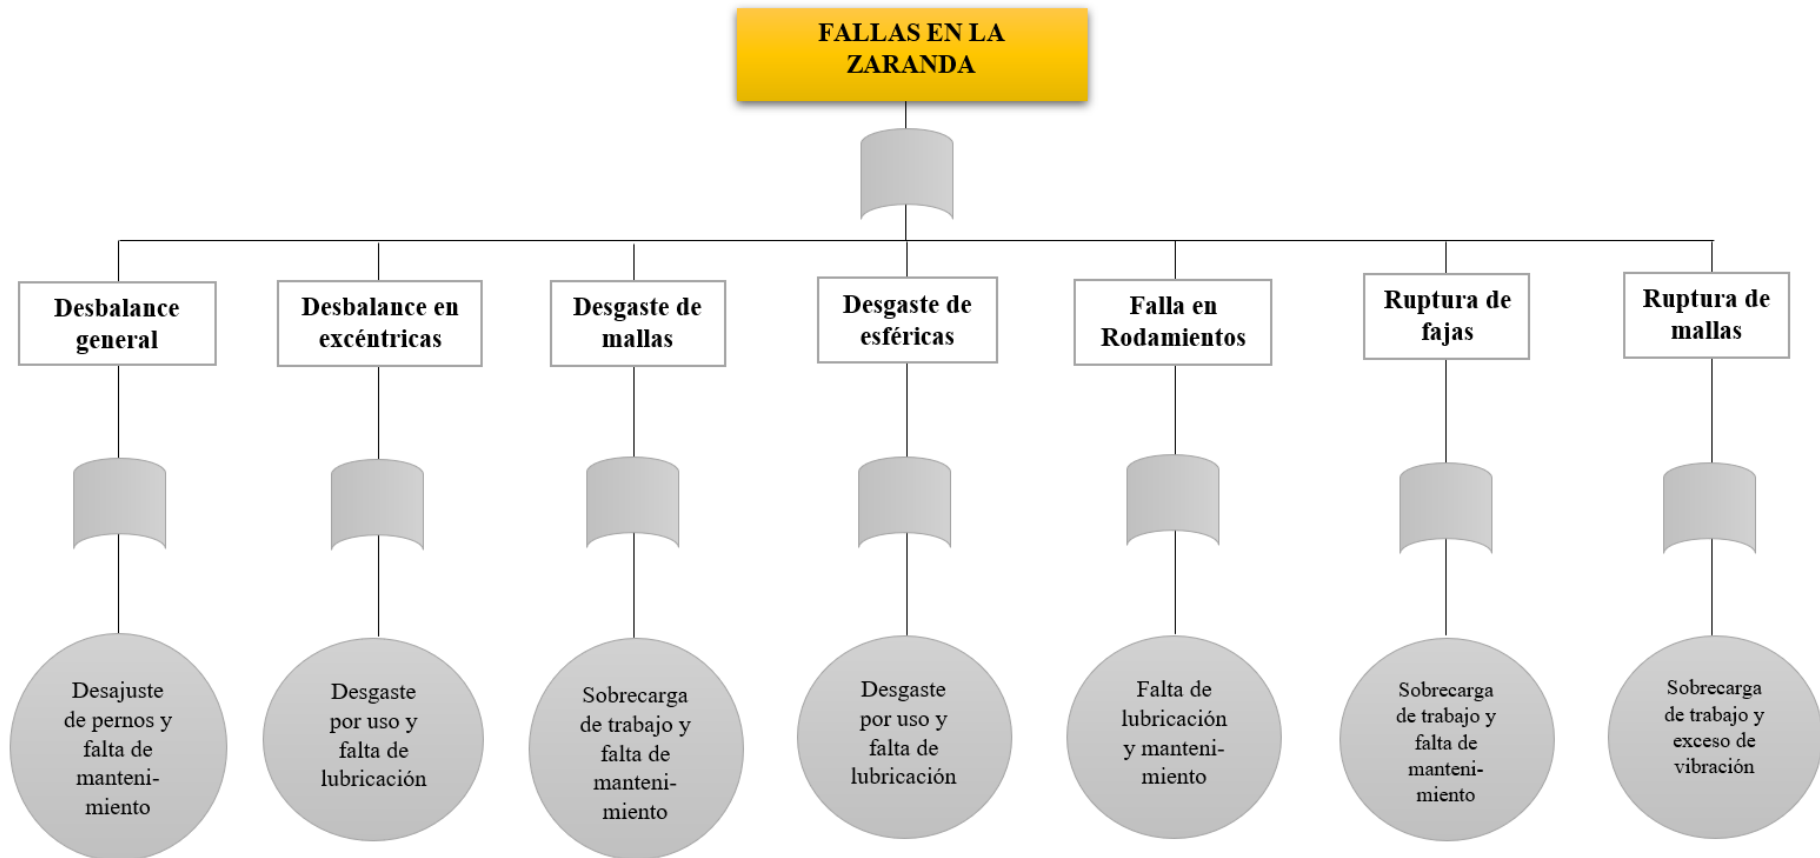 FALLAS EN LA
ZARANDA
Desbalance
general
Desbalance en
excéntricas
Desgaste de
mallas
Desgaste de
esféricas
Falla en
Rodamientos
Ruptura de
fajas
Ruptura de
mallas
Desajuste
de pernos y
falta de
manteni-
miento
Desgaste
por uso y
falta de
lubricación
Sobrecarga
de trabajo y
falta de
manteni-
miento
Desgaste
por uso y
falta de
lubricación
Falta de
lubricación
y manteni-
miento
Sobrecarga
de trabajo y
falta de
manteni-
miento
Sobrecarga
de trabajo y
exceso de
vibración